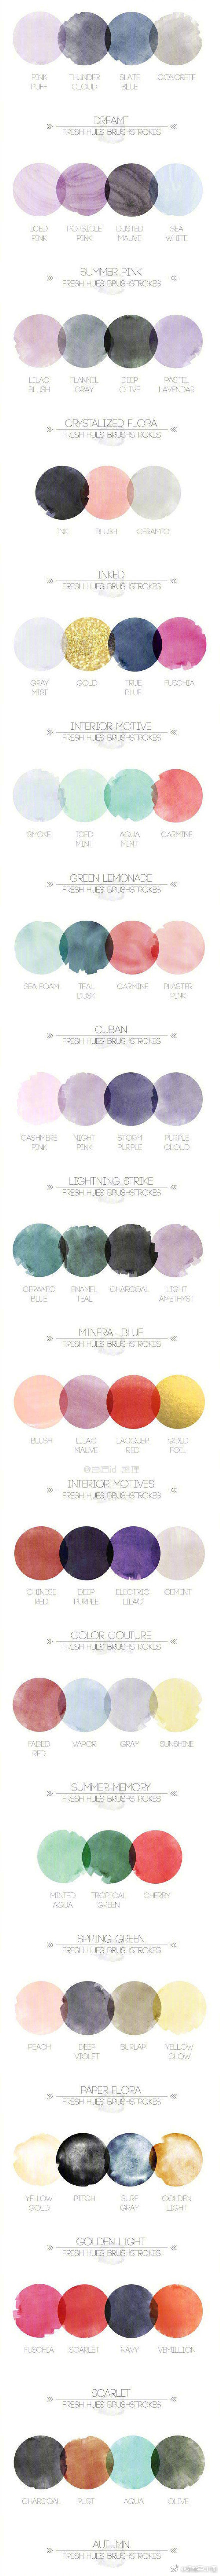 PINK
PUFF
THUNDER
CLOUD
SLATE
BLUE
CONCRETE
DREAMT
FRESH HUES BRUSHSTROKES
ICED
PINK
POPSICLE
PINK
DUSTED
MAUVE
SEA
WHITE
SUMMER PINK
FRESH HUES BRUSHSTROKES
LILAC
BLUSH
FLANNEL
GRAY
DEEP
OLIVE
PASTEL
LAVENDAR
CRYSTALIZED FLORA
FRESH HUES BRUSHSTROKES
INK
BLUSH
CERAMIC
INKED
FRESH HUES BRUSHSTROKES
GRAY
MIST
GOLD
TRUE
BLUE
FUSCHIA
INTERIOR MOTIVE
FRESH HUES BRUSHSTROKES
SMOKE
ICED
MINT
AQUA
MINT
CARMINE
GREEN LEMONADE
FRESH HUES BRUSHSTROKES
SEA FOAM
TEAL
DUSK
CARMINE
PLASTER
PINK
CUBAN
FRESH HUES BRUSHSTROKES
CASHMERE
PINK
NIGHT
PINK
STORM
PURPLE
PURPLE
CLOUD
LIGHTNING STRIKE
FRESH HUES BRUSHSTROKES
CERAMIC
BLUE
ENAMEL
TEAL
CHARCOAL
LIGHT
AMETHYST
MINERAL BLUE
FRESH HUES BRUSHSTROKES
BLUSH
LILAC
MAUVE
LACQUER
RED
GOLD
FOIL
INTERIOR MOTIVES
FRESH HUES BRUSHSTROKES
CHINESE
RED
DEEP
PURPLE
ELECTRIC
LILAC
CEMENT
COLOR COUTURE
FRESH HUES BRUSHSTROKES
FADED
RED
VAPOR
GRAY
SUNSHINE
SUMMER MEMORY
FRESH HUES BRUSHSTROKES
MINTED
AQUA
TROPICAL
GREEN
CHERRY
SPRING GREEN
FRESH HUES BRUSHSTROKES
PEACH
DEEP
VIOLET
BURLAP
YELLOW
GLOW
PAPER FLORA
FRESH HUES BRUSHSTROKES
YELLOW
GOLD
PITCH
SURF
GRAY
GOLDEN
LIGHT
GOLDEN LIGHT
FRESH HUES BRUSHSTROKES
FUSCHIA
SCARLET
NAVY
VEMILLION
SCARLET
FRESH HUES BRUSHSTROKES
CHARCOAL
RUST
AQUA
OLIVE
AUTUMN
FRESH HUES BRUSHSTROKES